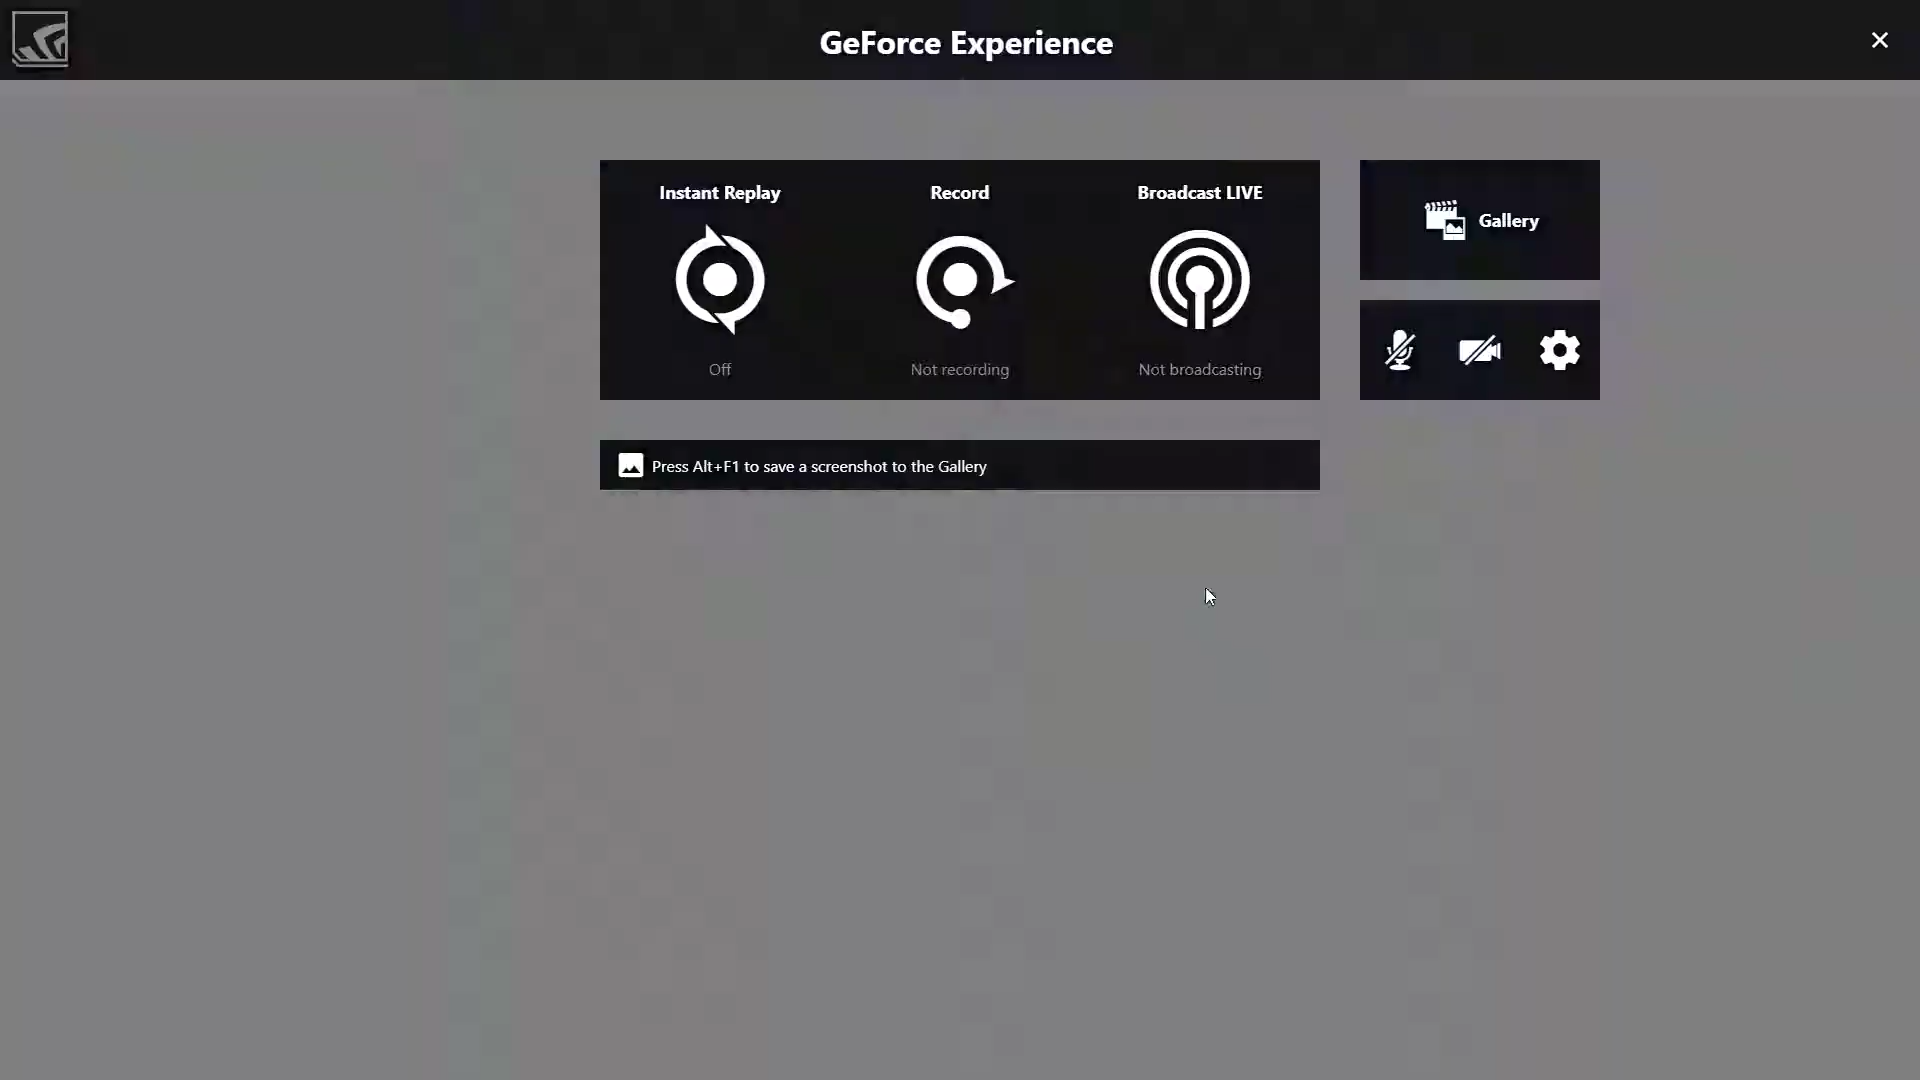 GeForce Experience
Instant Replay
Record
Broadcast LIVE
Gallery
Off
Not recording
Not broadcasting
Press Alt+F1 to save a screenshot to the Gallery